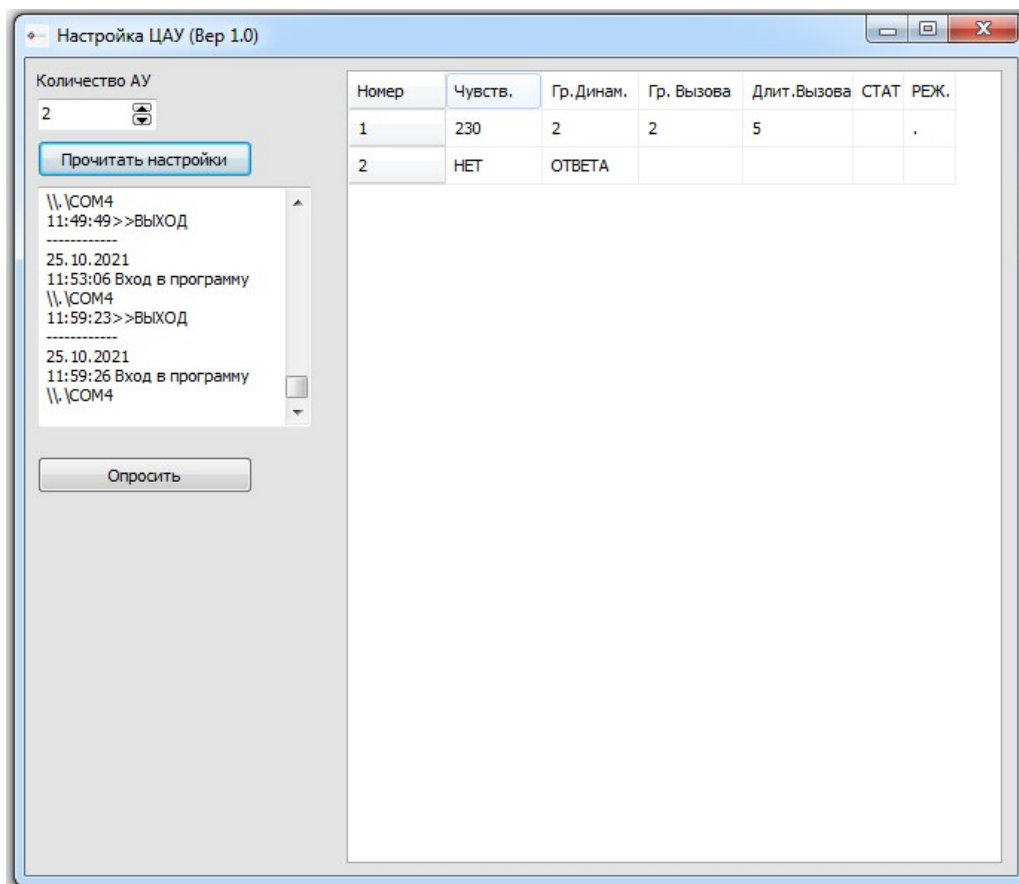 Настройка ЦАУ (Вер 1.0)
Количество АУ
2
Прочитать настройки
\\.\COM4
11:49:49>>ВЫХОД
------------
25.10.2021
11:53:06 Вход в программу
\\.\COM4
11:59:23>>ВЫХОД
------------
25.10.2021
11:59:26 Вход в программу
\\.\COM4
Опросить
Номер Чувств. Гр.Динам. Гр. Вызова Длит.Вызова СТАТ РЕЖ.
1 230 2 2 5 .
2 НЕТ ОТВЕТА